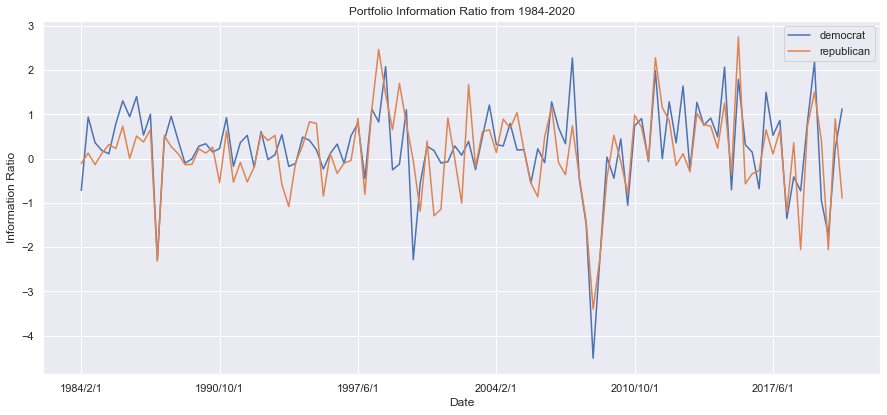 Portfolio Information Ratio from 1984-2020
democrat
republican
Information Ratio
3
2
1
0
−1
−2
−3
−4
1984/2/1
1990/10/1
1997/6/1
2004/2/1
2010/10/1
2017/6/1
Date